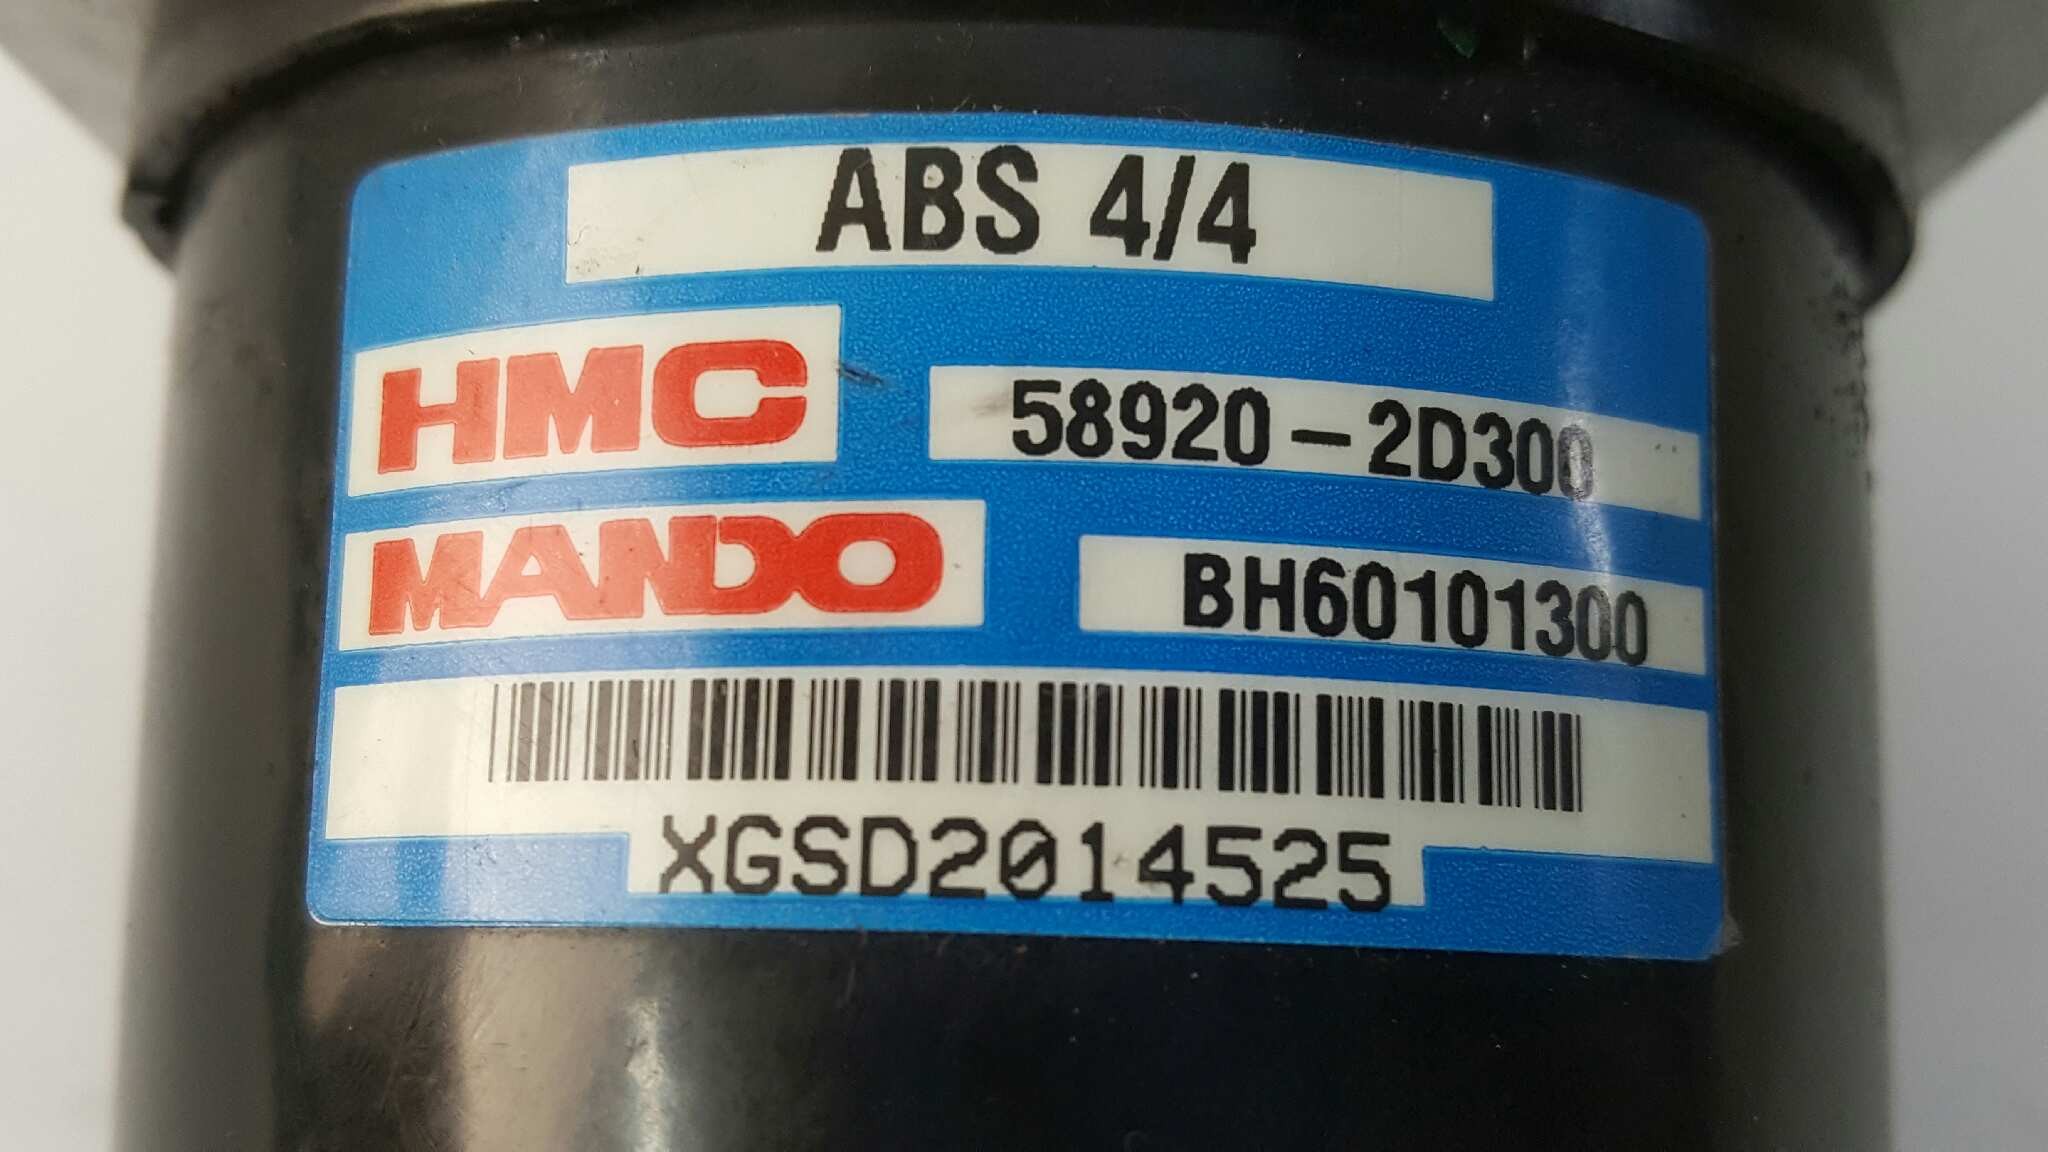 ABS 4/4
HMC 58920-2D300
MANDO BH60101300
XGSD2014525